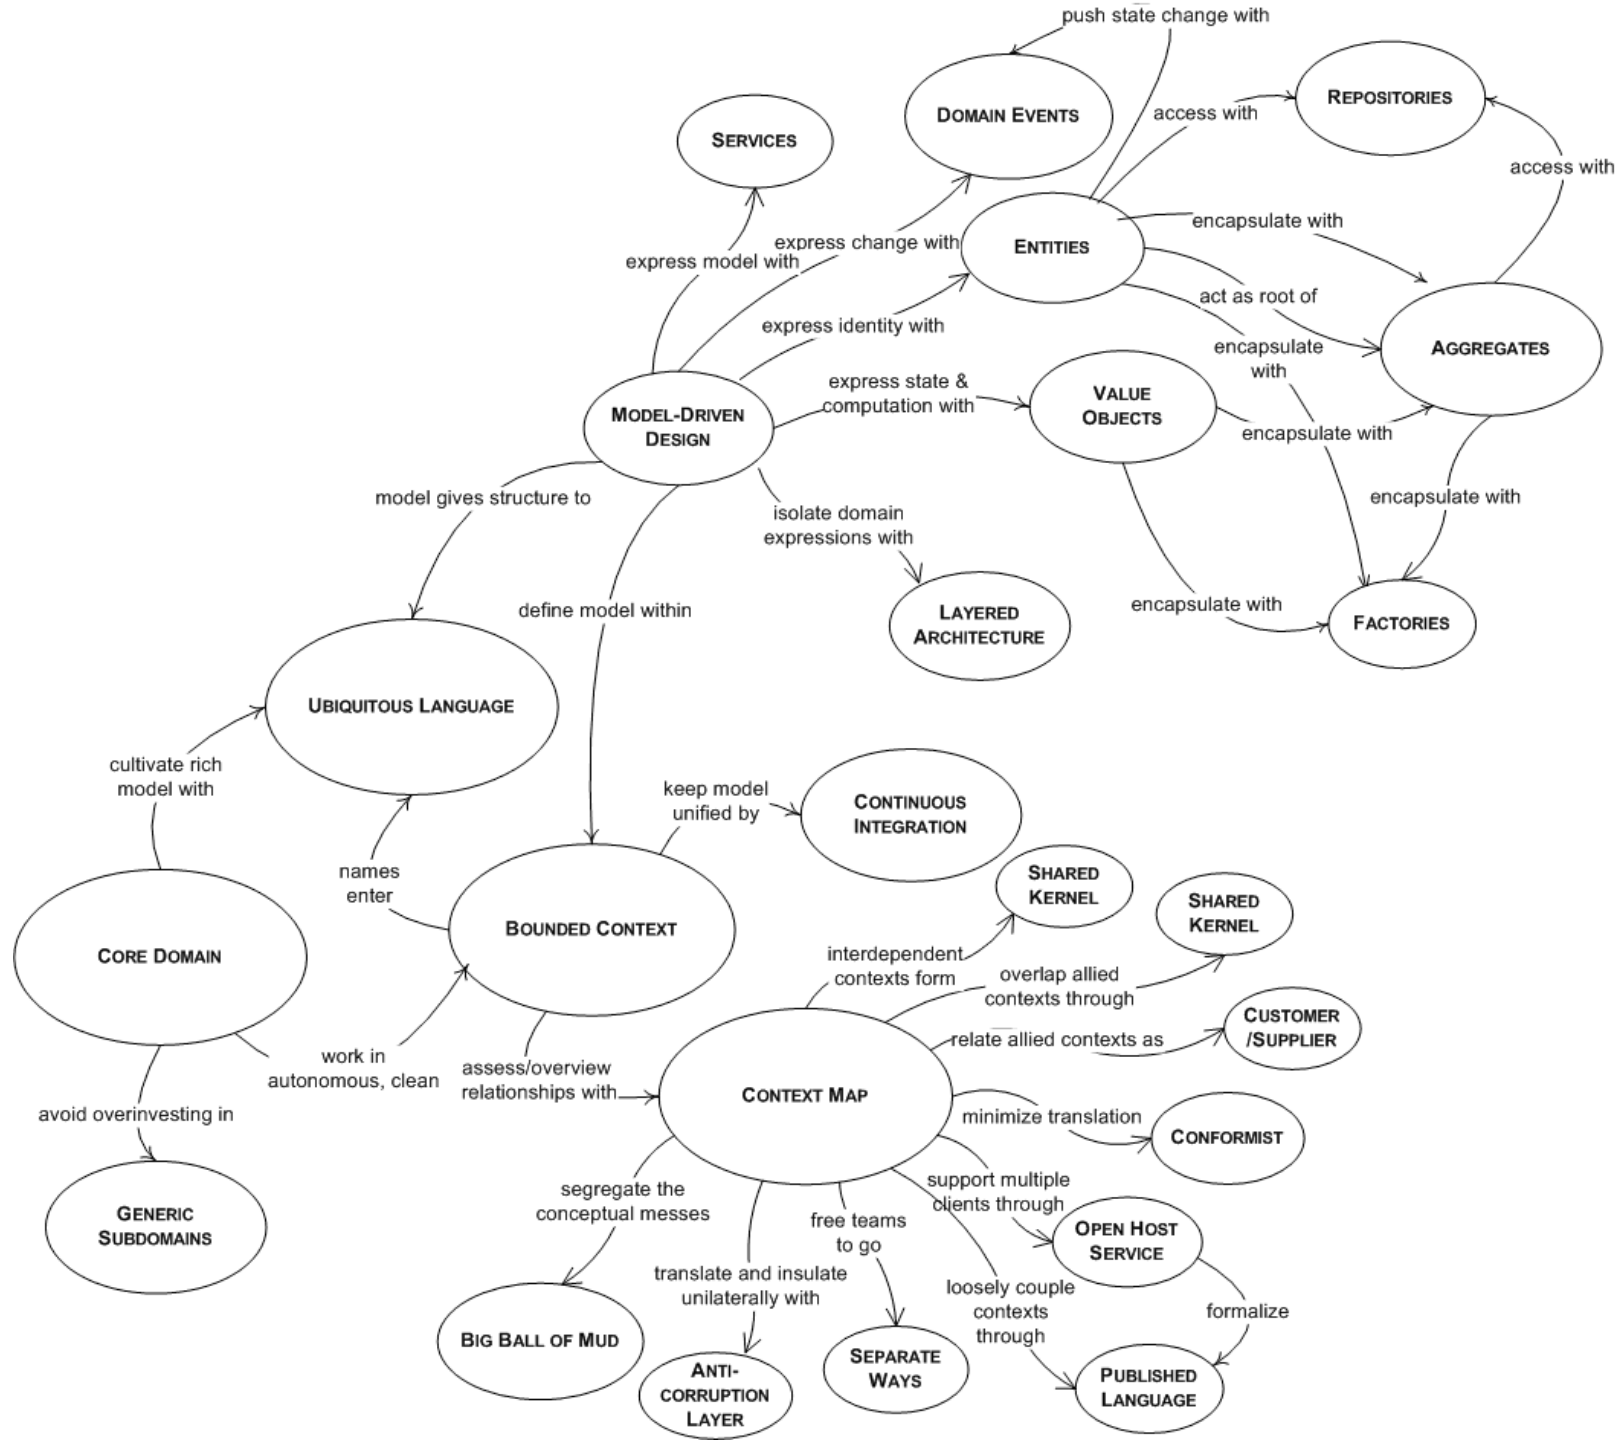 push state change with
DOMAIN EVENTS
REPOSITORIES
access with
SERVICES
access with
encapsulate with
express change with
ENTITIES
express model with
act as root of
express identity with
encapsulate
with
AGGREGATES
express state &
computation with
VALUE
OBJECTS
MODEL-DRIVEN
DESIGN
encapsulate with
model gives structure to
encapsulate with
isolate domain
expressions with
define model within
encapsulate with
LAYERED
ARCHITECTURE
FACTORIES
UBIQUITOUS LANGUAGE
cultivate rich
model with
keep model
unified by
CONTINUOUS
INTEGRATION
names
enter
SHARED
KERNEL
SHARED
KERNEL
BOUNDED CONTEXT
CORE DOMAIN
interdependent
contexts form
overlap allied
contexts through
CUSTOMER
/SUPPLIER
relate allied contexts as
work in
autonomous, clean
assess/overview
relationships with
CONTEXT MAP
avoid overinvesting in
minimize translation
CONFORMIST
segregate the
conceptual messes
support multiple
clients through
GENERIC
SUBDOMAINS
free teams
to go
OPEN HOST
SERVICE
translate and insulate
unilaterally with
loosely couple
contexts
through
formalize
BIG BALL OF MUD
SEPARATE
WAYS
ANTI-
CORRUPTION
LAYER
PUBLISHED
LANGUAGE